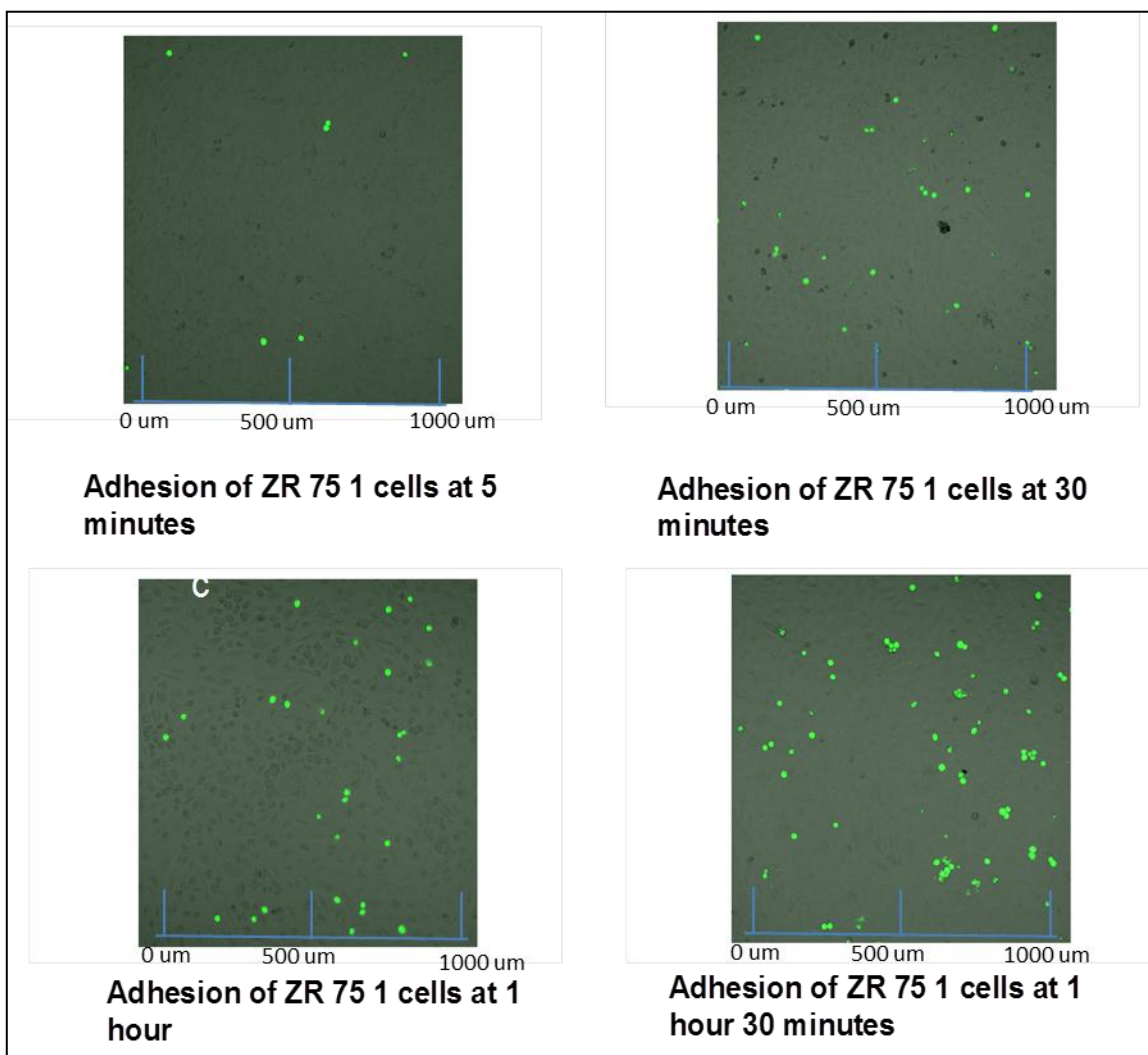 0 um 500 um 1000 um
0 um 500 um 1000 um
Adhesion of ZR 75 1 cells at 5
minutes
Adhesion of ZR 75 1 cells at 30
minutes
C
0 um 500 um 1000 um
0 um 500 um 1000 um
Adhesion of ZR 75 1 cells at 1
hour
Adhesion of ZR 75 1 cells at 1
hour 30 minutes